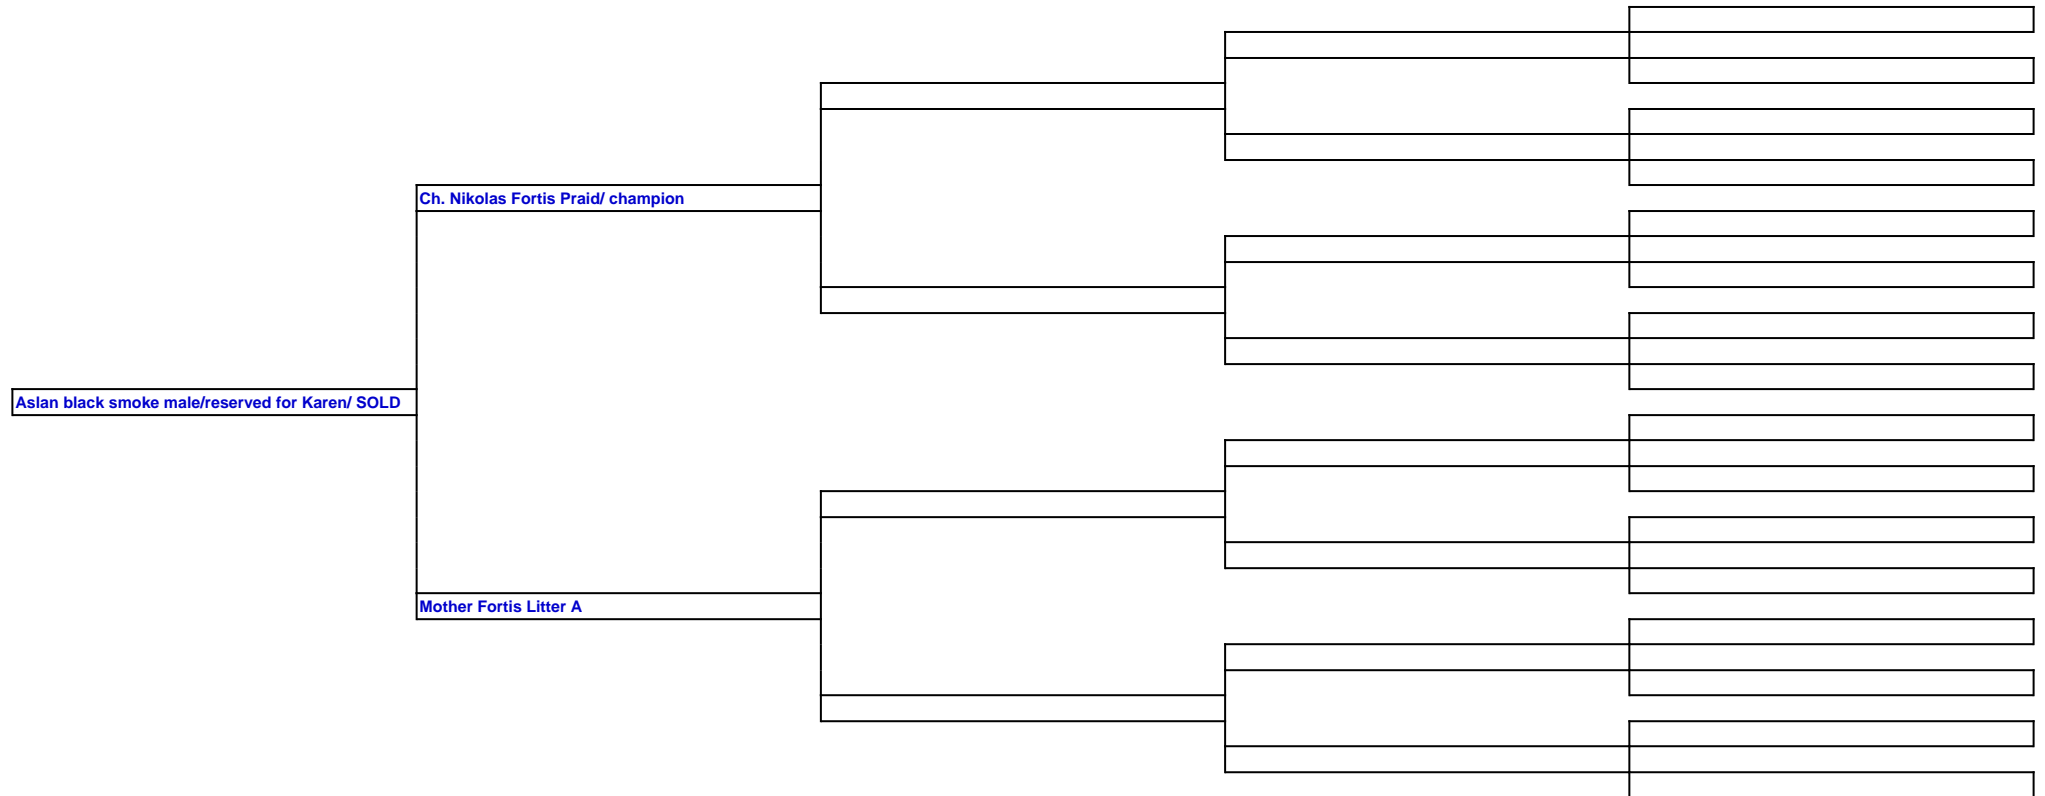 Ch. Nikolas Fortis Praid/ champion
Aslan black smoke male/reserved for Karen/ SOLD
Mother Fortis Litter A